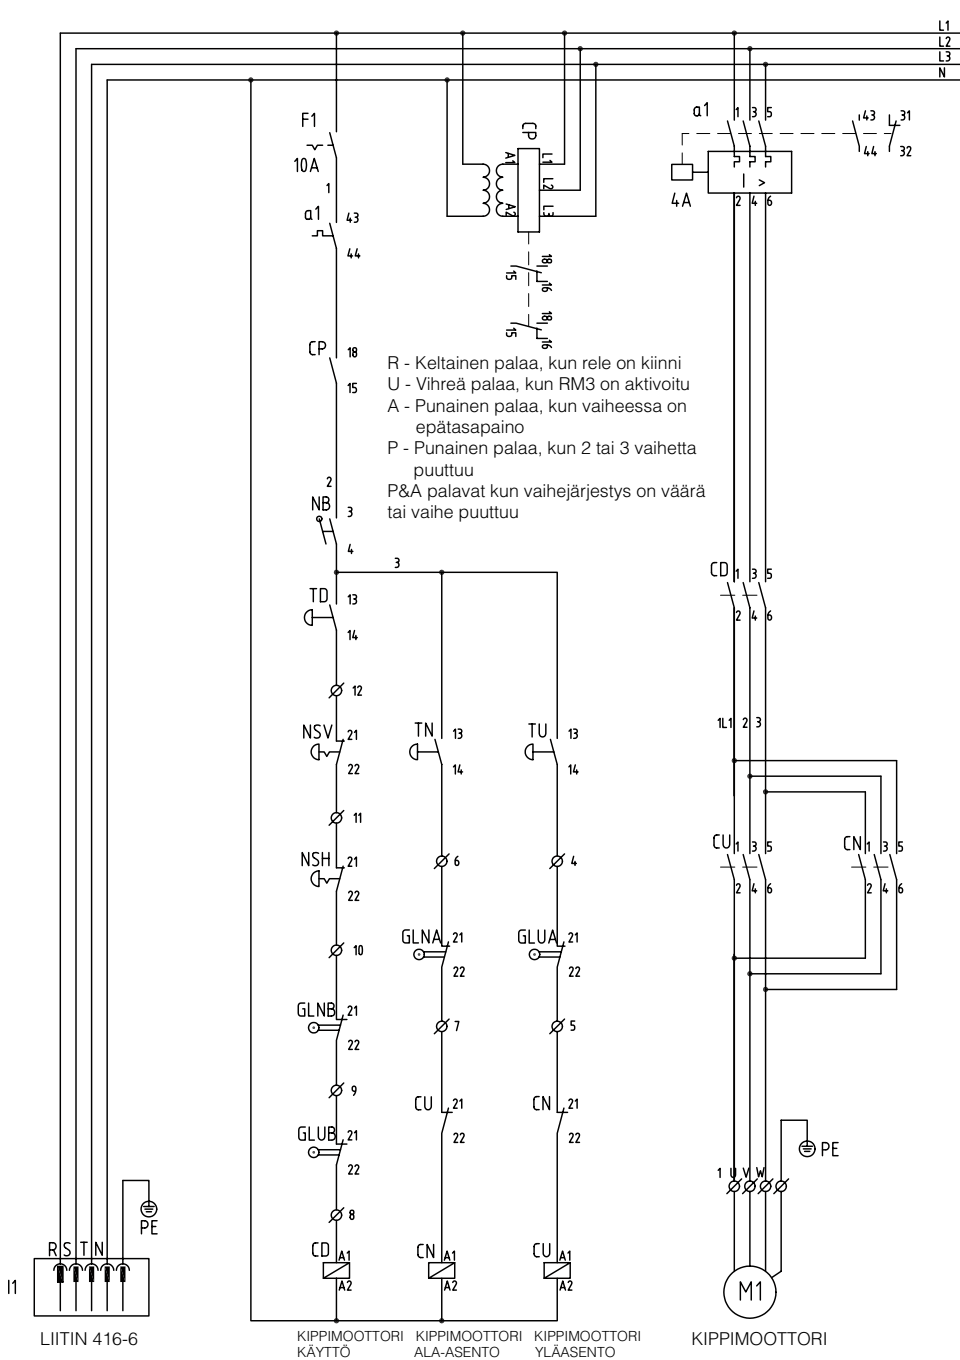 L1
L2
L3
N
a1 1 3 5
43 31
44 32
4A
I >
2 4 6
F1
10A
1
a1 43
44
CP
A1 L1
L2
A2 L3
18
15 16
18
15 16
CP 18
15
R - Keltainen palaa, kun rele on kiinni
U - Vihreä palaa, kun RM3 on aktivoitu
A - Punainen palaa, kun vaiheessa on
epätasapaino
P - Punainen palaa, kun 2 tai 3 vaihetta
puuttuu
P&A palavat kun vaihejärjestys on väärä
tai vaihe puuttuu
2
NB 3
4
3
TD 13
14
12
NSV 21
22
11
NSH 21
22
10
GLNB 21
22
9
GLUB 21
22
8
CD A1
A2
TN 13
14
6
GLNA 21
22
7
CU 21
22
CN A1
A2
TU 13
14
4
GLUA 21
22
5
CN 21
22
CU A1
A2
CD 1 3 5
2 4 6
1L1 2 3
CU 1 3 5
2 4 6
CN 1 3 5
2 4 6
PE
1 U V W
M1
PE
R S T N
I1
LIITIN 416-6
KIPPIMOOTTORI
KÄYTTÖ
KIPPIMOOTTORI
ALA-ASENTO
KIPPIMOOTTORI
YLÄASENTO
KIPPIMOOTTORI